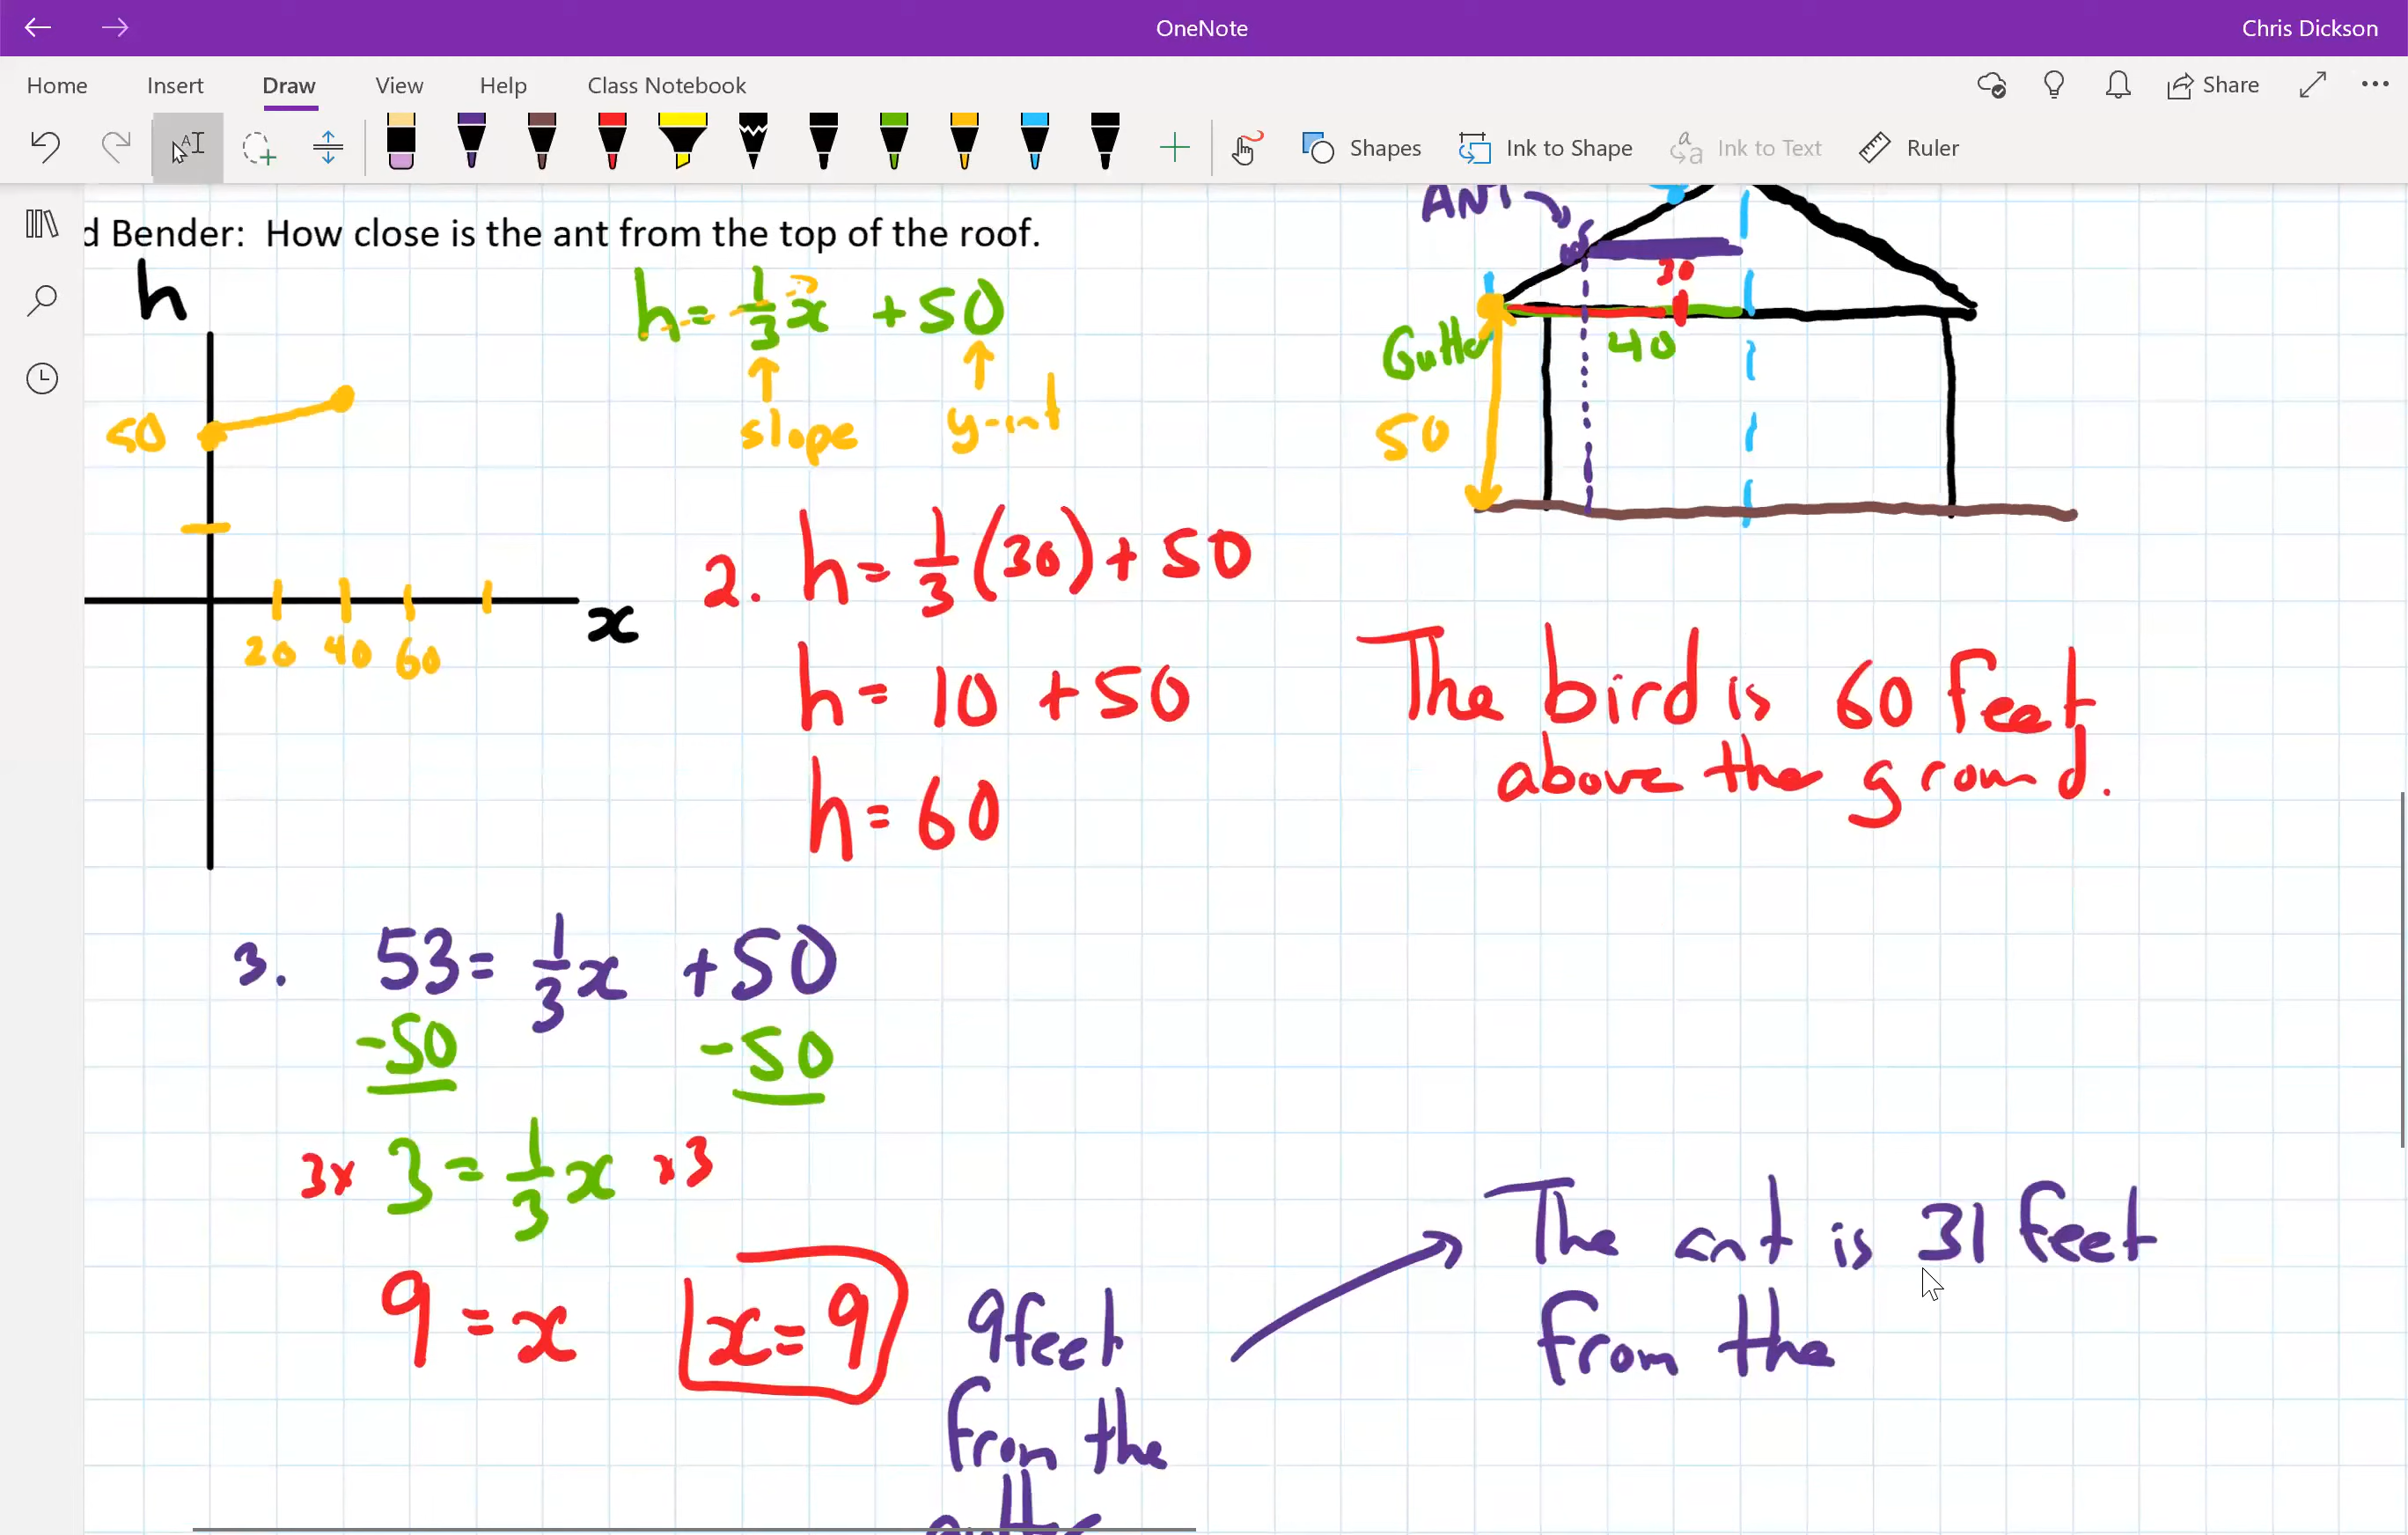 OneNote
Chris Dickson
Home Insert Draw View Help Class Notebook
Share
Shapes Ink to Shape Ink to Text Ruler
d Bender: How close is the ant from the top of the roof.
h
50
20 40 60
x
h = 1/3 x + 50
slope y-int
ANT
30
Gutter
40
50
2. h = 1/3 (30) + 50
h = 10 + 50
h = 60
The bird is 60 feet
above the ground.
3. 53 = 1/3 x + 50
-50 -50
3x 3 = 1/3 x x3
9 = x x = 9
9 feet
from the
The ant is 31 feet
from the